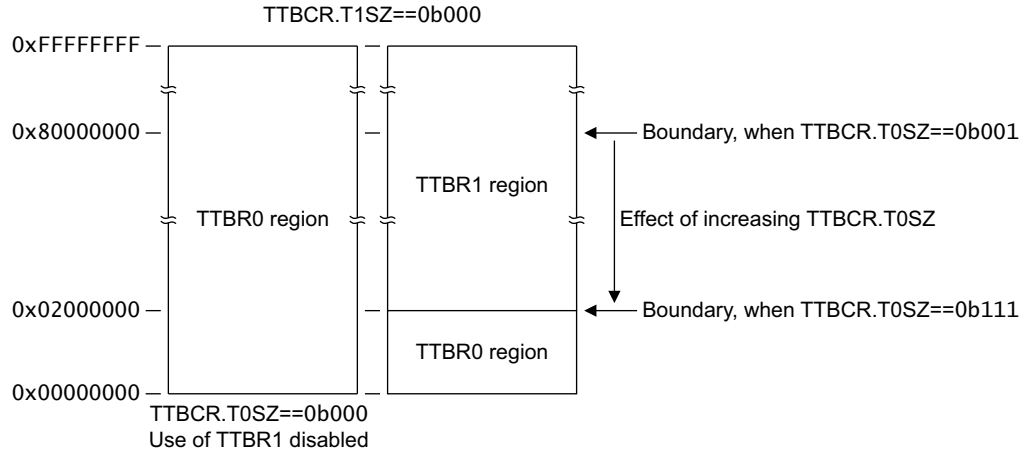 TTBCR.T1SZ==0b000
0xFFFFFFFF
0x80000000
Boundary, when TTBCR.T0SZ==0b001
TTBR1 region
TTBR0 region
Effect of increasing TTBCR.T0SZ
0x02000000
Boundary, when TTBCR.T0SZ==0b111
TTBR0 region
0x00000000
TTBCR.T0SZ==0b000
Use of TTBR1 disabled